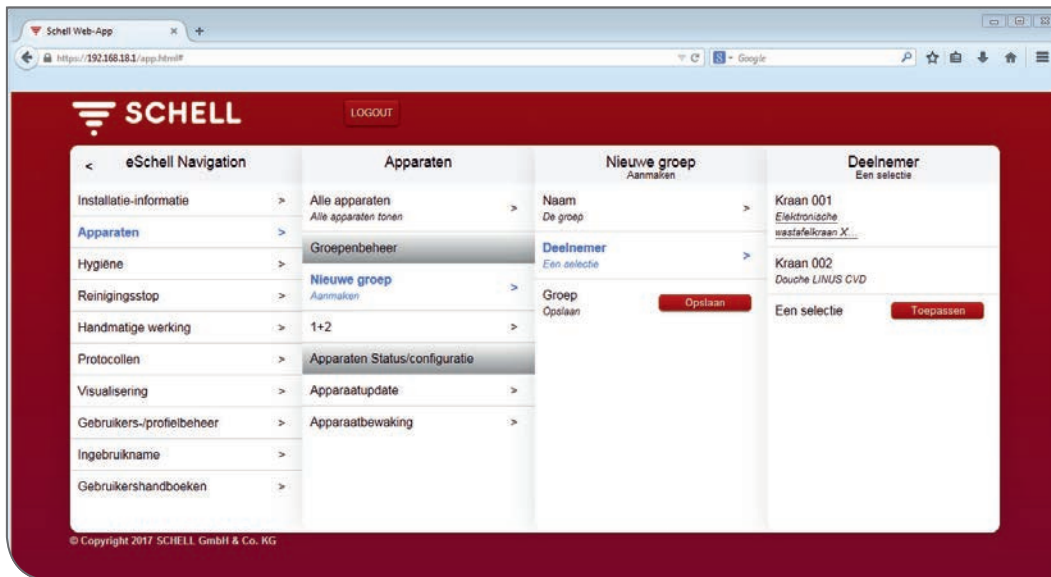 Schell Web-App
https://192.168.18.1/app.html#
Google
SCHELL
LOGOUT
< eSchell Navigation
Installatie-informatie >
Apparaten >
Hygiëne >
Reinigingsstop >
Handmatige werking >
Protocollen >
Visualisering >
Gebruikers-/profielbeheer >
Ingebruikname >
Gebruikershandboeken >
Apparaten
Alle apparaten >
Alle apparaten tonen
Groepenbeheer
Nieuwe groep >
Aanmaken
1+2 >
Apparaten Status/configuratie
Apparaatupdate >
Apparaatbewaking >
Nieuwe groep
Aanmaken
Naam >
De groep
Deelnemer >
Een selectie
Groep
Opslaan
Opslaan
Deelnemer
Een selectie
Kraan 001
Elektronische
wastafelkraan X...
Kraan 002
Douche LINUS CVD
Een selectie
Toepassen
© Copyright 2017 SCHELL GmbH & Co. KG